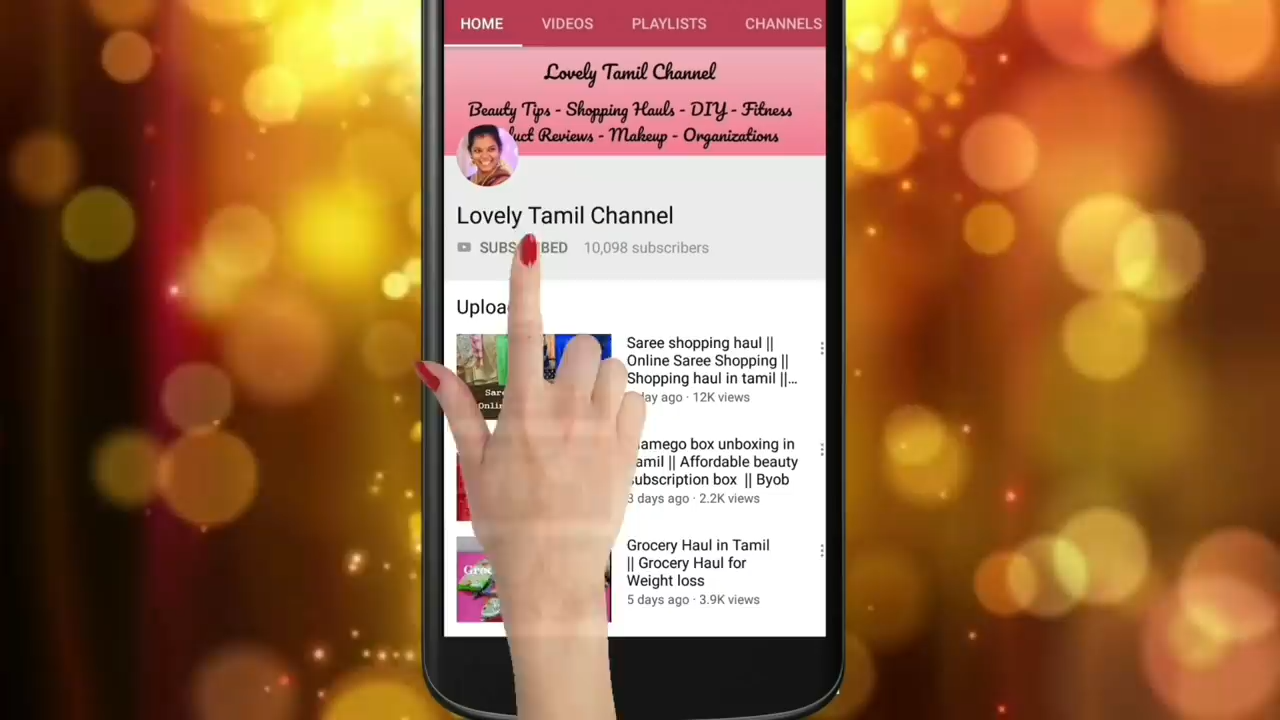 HOME VIDEOS PLAYLISTS CHANNELS
Lovely Tamil Channel
Beauty Tips - Shopping Hauls - DIY - Fitness
Reviews - Makeup - Organizations
Lovely Tamil Channel
10,098 subscribers
Saree shopping haul ||
Online Saree Shopping ||
Shopping haul in tamil ||...
ago · 12K views
box unboxing in
|| Affordable beauty
box || Byob
3 days ago · 2.2K views
Grocery Haul in Tamil
|| Grocery Haul for
Weight loss
5 days ago · 3.9K views